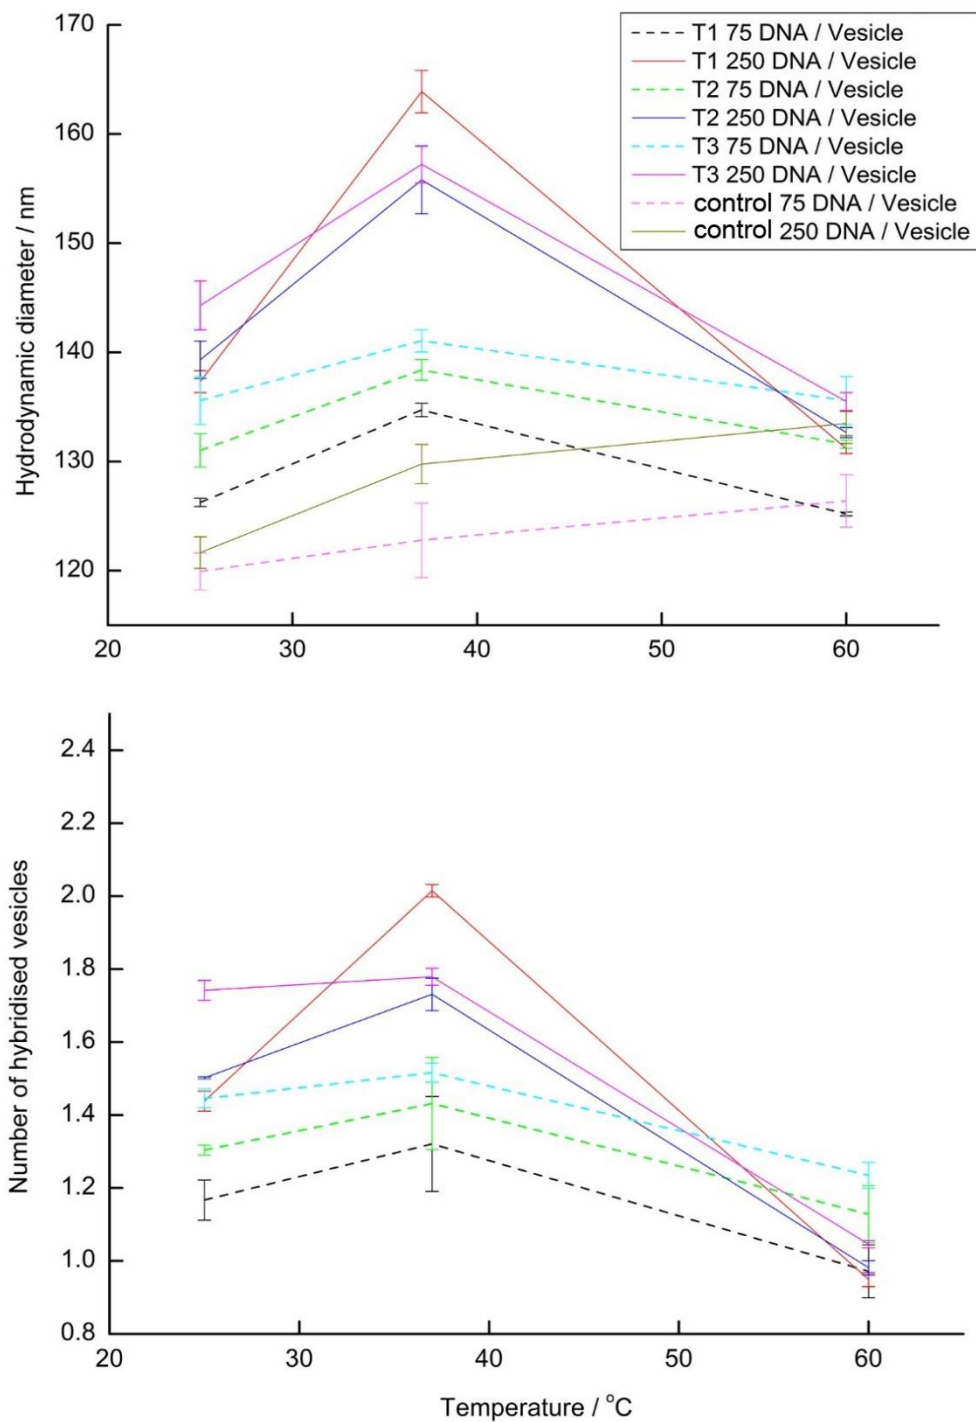 170
160
150
140
130
120
Hydrodynamic diameter / nm
T1 75 DNA / Vesicle
T1 250 DNA / Vesicle
T2 75 DNA / Vesicle
T2 250 DNA / Vesicle
T3 75 DNA / Vesicle
T3 250 DNA / Vesicle
control 75 DNA / Vesicle
control 250 DNA / Vesicle
20 30 40 50 60
2.4
2.2
2.0
1.8
1.6
1.4
1.2
1.0
0.8
Number of hybridised vesicles
20 30 40 50 60
Temperature / °C